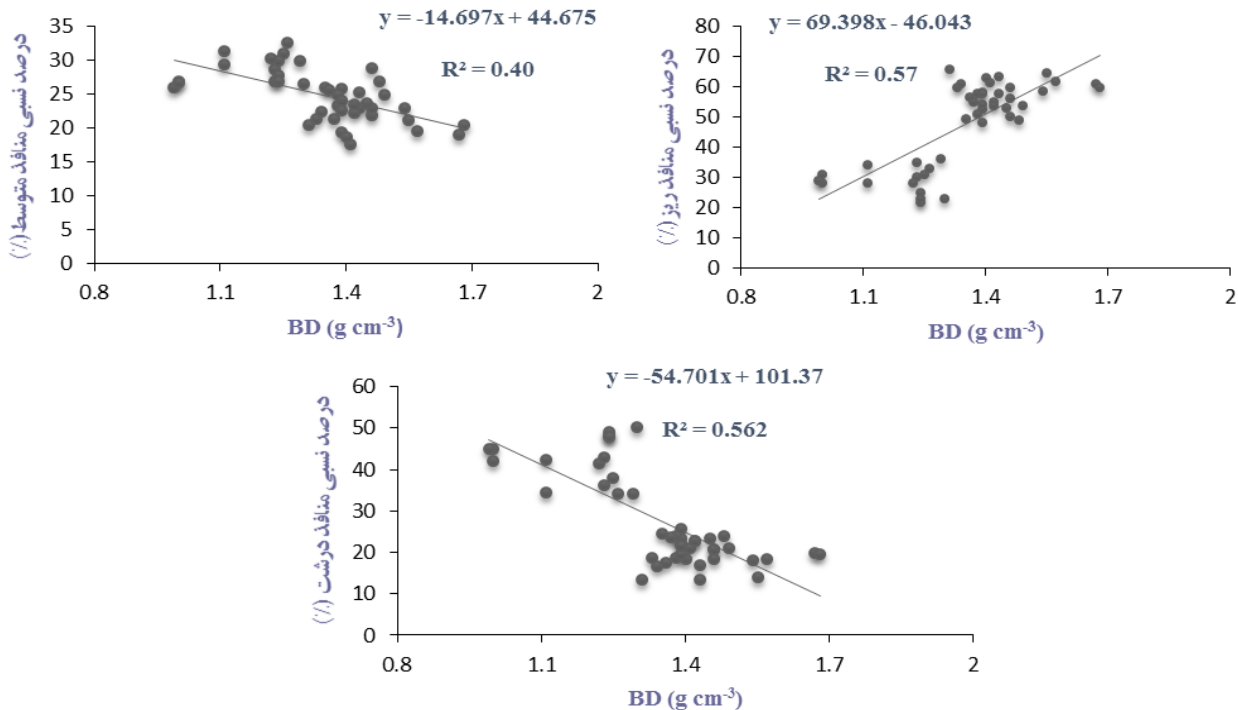 y = -14.697x + 44.675
R² = 0.40
درصد نسبی منافذ متوسط (٪)
35
30
25
20
15
10
5
0
0.8 1.1 1.4 1.7 2
BD (g cm⁻³)
y = 69.398x - 46.043
R² = 0.57
درصد نسبی منافذ ریز (٪)
80
70
60
50
40
30
20
10
0
0.8 1.1 1.4 1.7 2
BD (g cm⁻³)
y = -54.701x + 101.37
R² = 0.562
درصد نسبی منافذ درشت (٪)
60
50
40
30
20
10
0
0.8 1.1 1.4 1.7 2
BD (g cm⁻³)